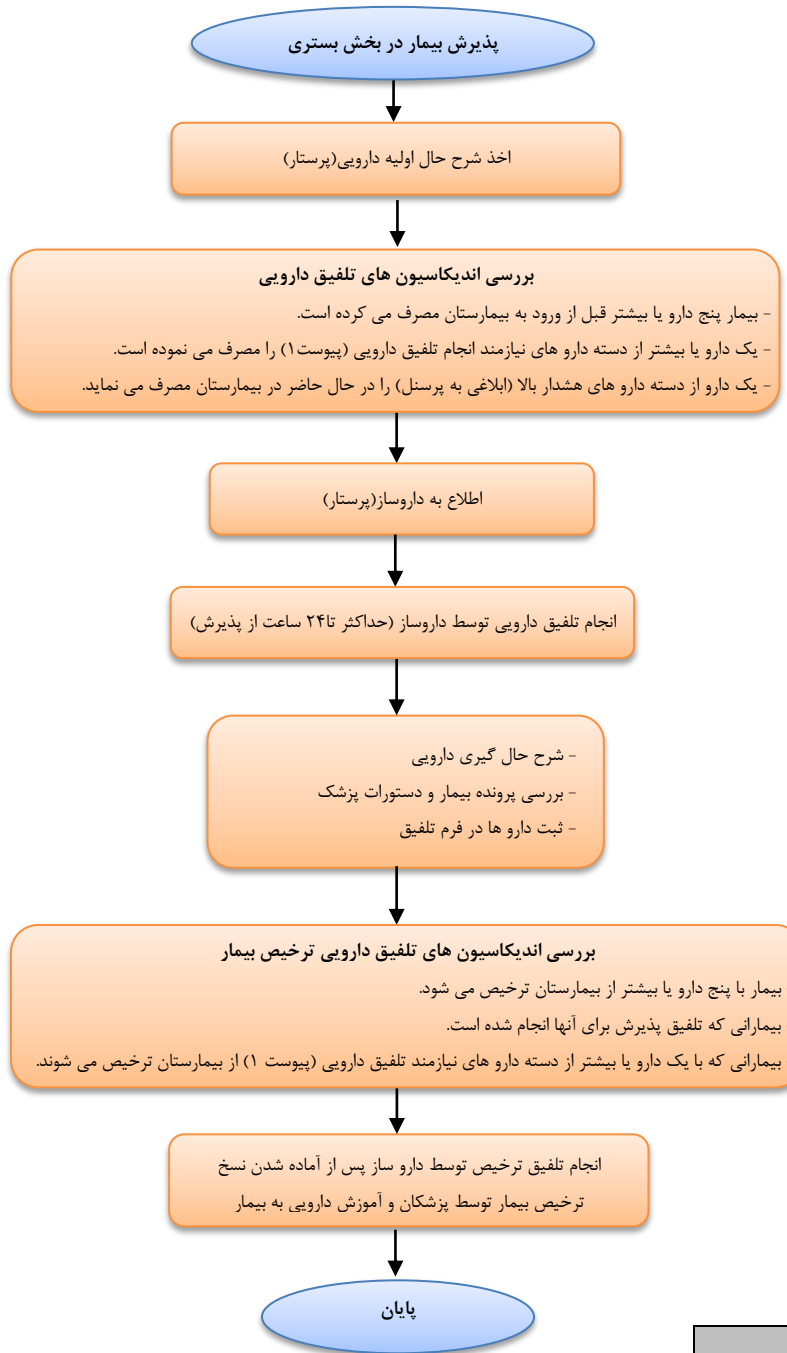 پذیرش بیمار در بخش بستری
اخذ شرح حال اولیه دارویی(پرستار)
بررسی اندیکاسیون های تلفیق دارویی
- بیمار پنج دارو یا بیشتر قبل از ورود به بیمارستان مصرف می کرده است.
- یک دارو یا بیشتر از دسته دارو های نیازمند انجام تلفیق دارویی (پیوست۱) را مصرف می نموده است.
- یک دارو از دسته دارو های هشدار بالا (ابلاغی به پرسنل) را در حال حاضر در بیمارستان مصرف می نماید.
اطلاع به داروساز(پرستار)
انجام تلفیق دارویی توسط داروساز (حداکثر تا۲۴ ساعت از پذیرش)
- شرح حال گیری دارویی
- بررسی پرونده بیمار و دستورات پزشک
- ثبت دارو ها در فرم تلفیق
بررسی اندیکاسیون های تلفیق دارویی ترخیص بیمار
بیمار با پنج دارو یا بیشتر از بیمارستان ترخیص می شود.
بیمارانی که تلفیق پذیرش برای آنها انجام شده است.
بیمارانی که با یک دارو یا بیشتر از دسته دارو های نیازمند تلفیق دارویی (پیوست ۱) از بیمارستان ترخیص می شوند.
انجام تلفیق ترخیص توسط دارو ساز پس از آماده شدن نسخ
ترخیص بیمار توسط پزشکان و آموزش دارویی به بیمار
پایان